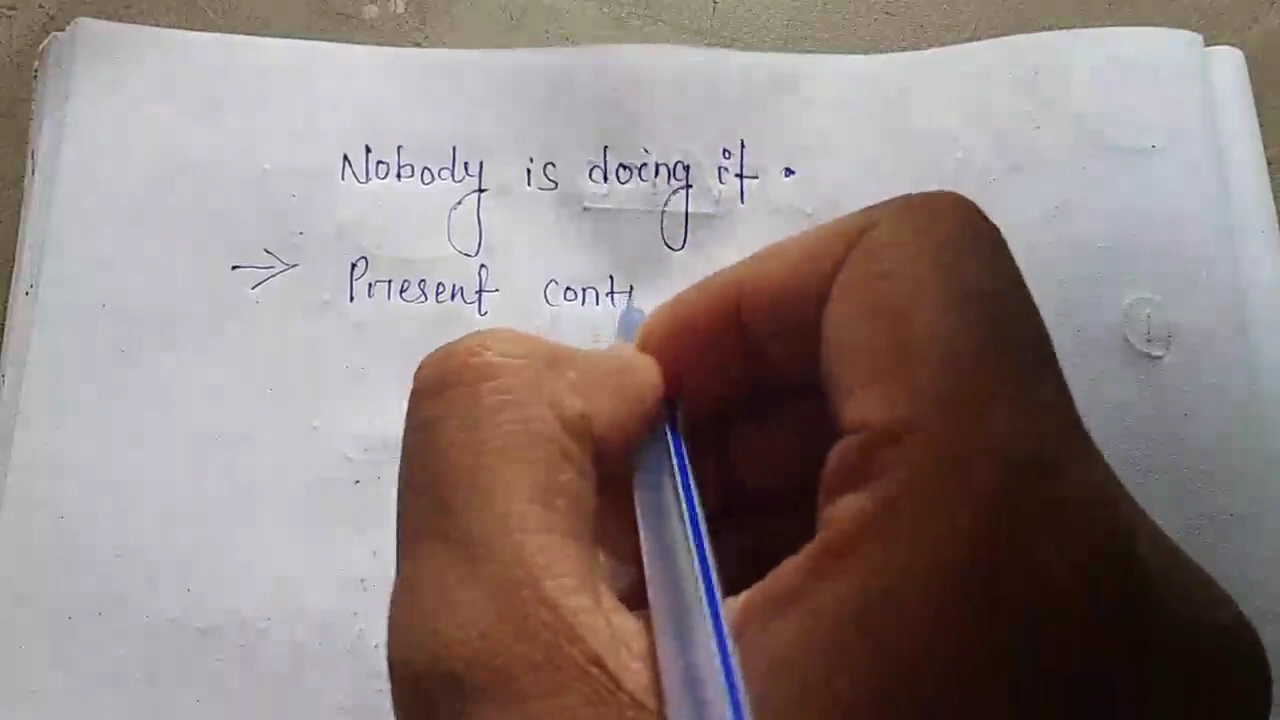 Nobody is doing it.
⇒ Present cont